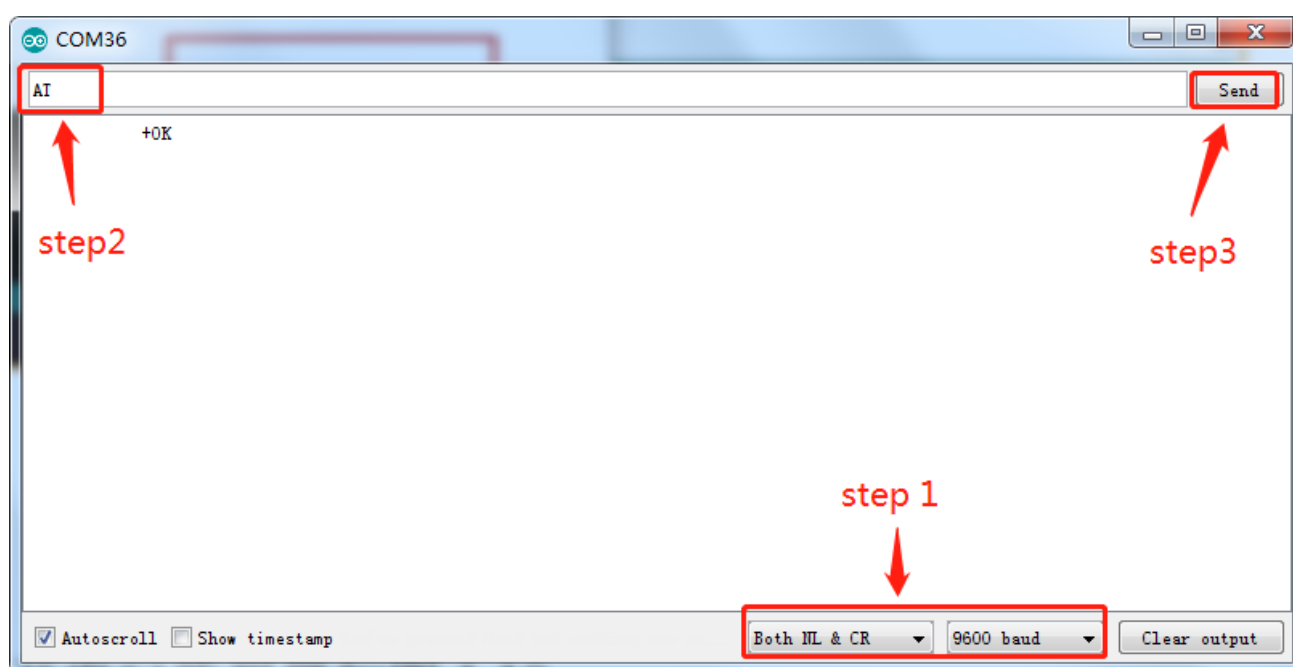 COM36
AT
Send
+OK
step2
step3
step 1
Autoscroll Show timestamp Both NL & CR 9600 baud Clear output